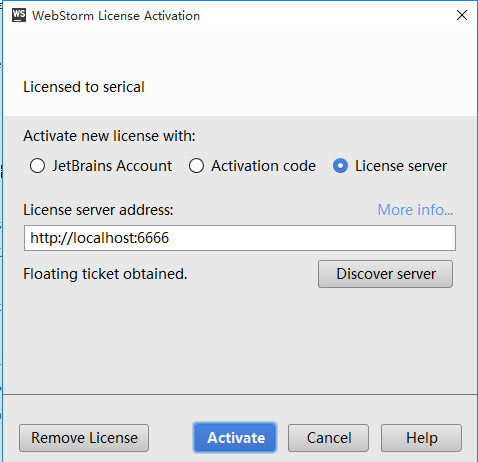 WS WebStorm License Activation
Licensed to serical
Activate new license with:
JetBrains Account Activation code License server
License server address: More info...
http://localhost:6666
Floating ticket obtained. Discover server
Remove License Activate Cancel Help